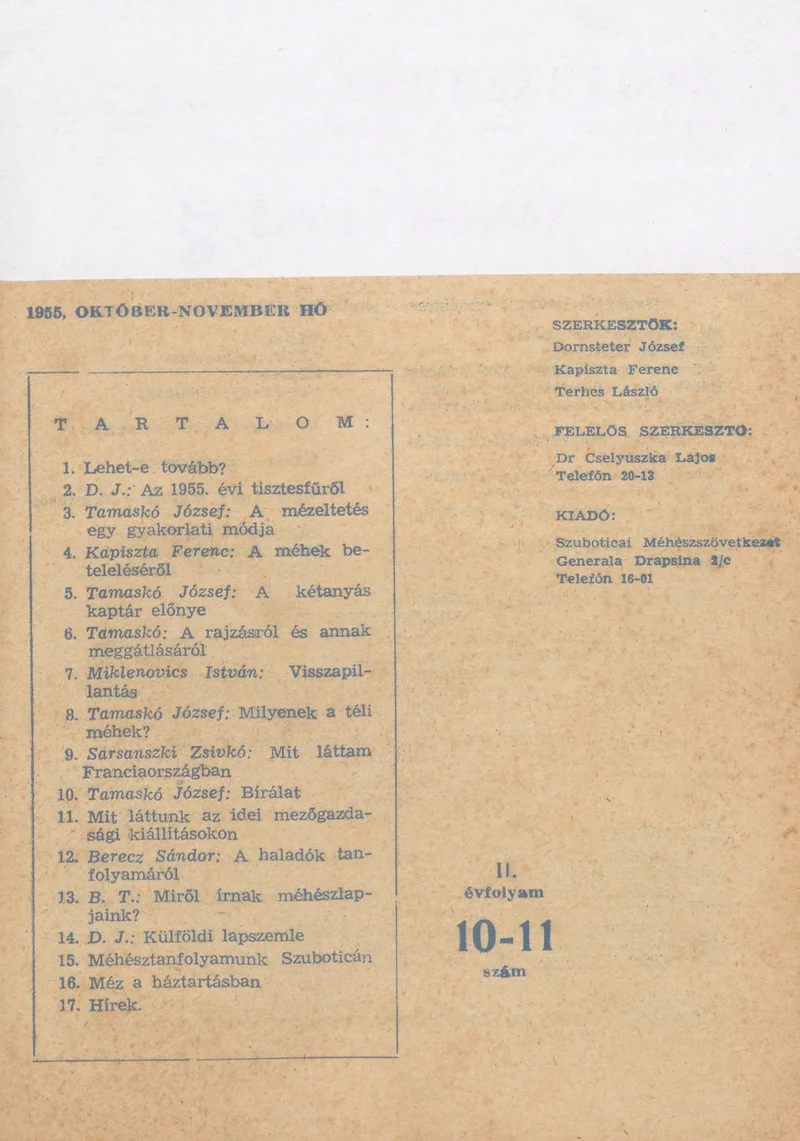 1955, OKTÓBER-NOVEMBER HÓ
TARTALOM:
1. Lehet-e tovább?
2. D. J.: Az 1955. évi tisztesfűről
3. Tamaskó József: A mézeltetés
egy gyakorlati módja
4. Kapiszta Ferenc: A méhek be-
teleléséről
5. Tamaskó József: A kétanyás
kaptár előnye
6. Tamaskó: A rajzásról és annak
meggátlásáról
7. Miklenovics István: Visszapil-
lantás
8. Tamaskó József: Milyenek a téli
méhek?
9. Sarsanszki Zsivkó: Mit láttam
Franciaországban
10. Tamaskó József: Bírálat
11. Mit láttunk az idei mezőgazda-
sági kiállításokon
12. Berecz Sándor: A haladók tan-
folyamáról
13. B. T.: Miről írnak méhészlap-
jaink?
14. D. J.: Külföldi lapszemle
15. Méhésztanfolyamunk Szuboticán
16. Méz a háztartásban
17. Hírek.
SZERKESZTŐK:
Dornsteter József
Kapiszta Ferenc
Terhes László
FELELŐS SZERKESZTŐ:
Dr Cselyuszka Lajos
Telefón 20-13
KIADÓ:
Szuboticai Méhészszövetkezet
Generala Drapsina 2/c
Telefón 16-01
II.
évfolyam
10-11
szám